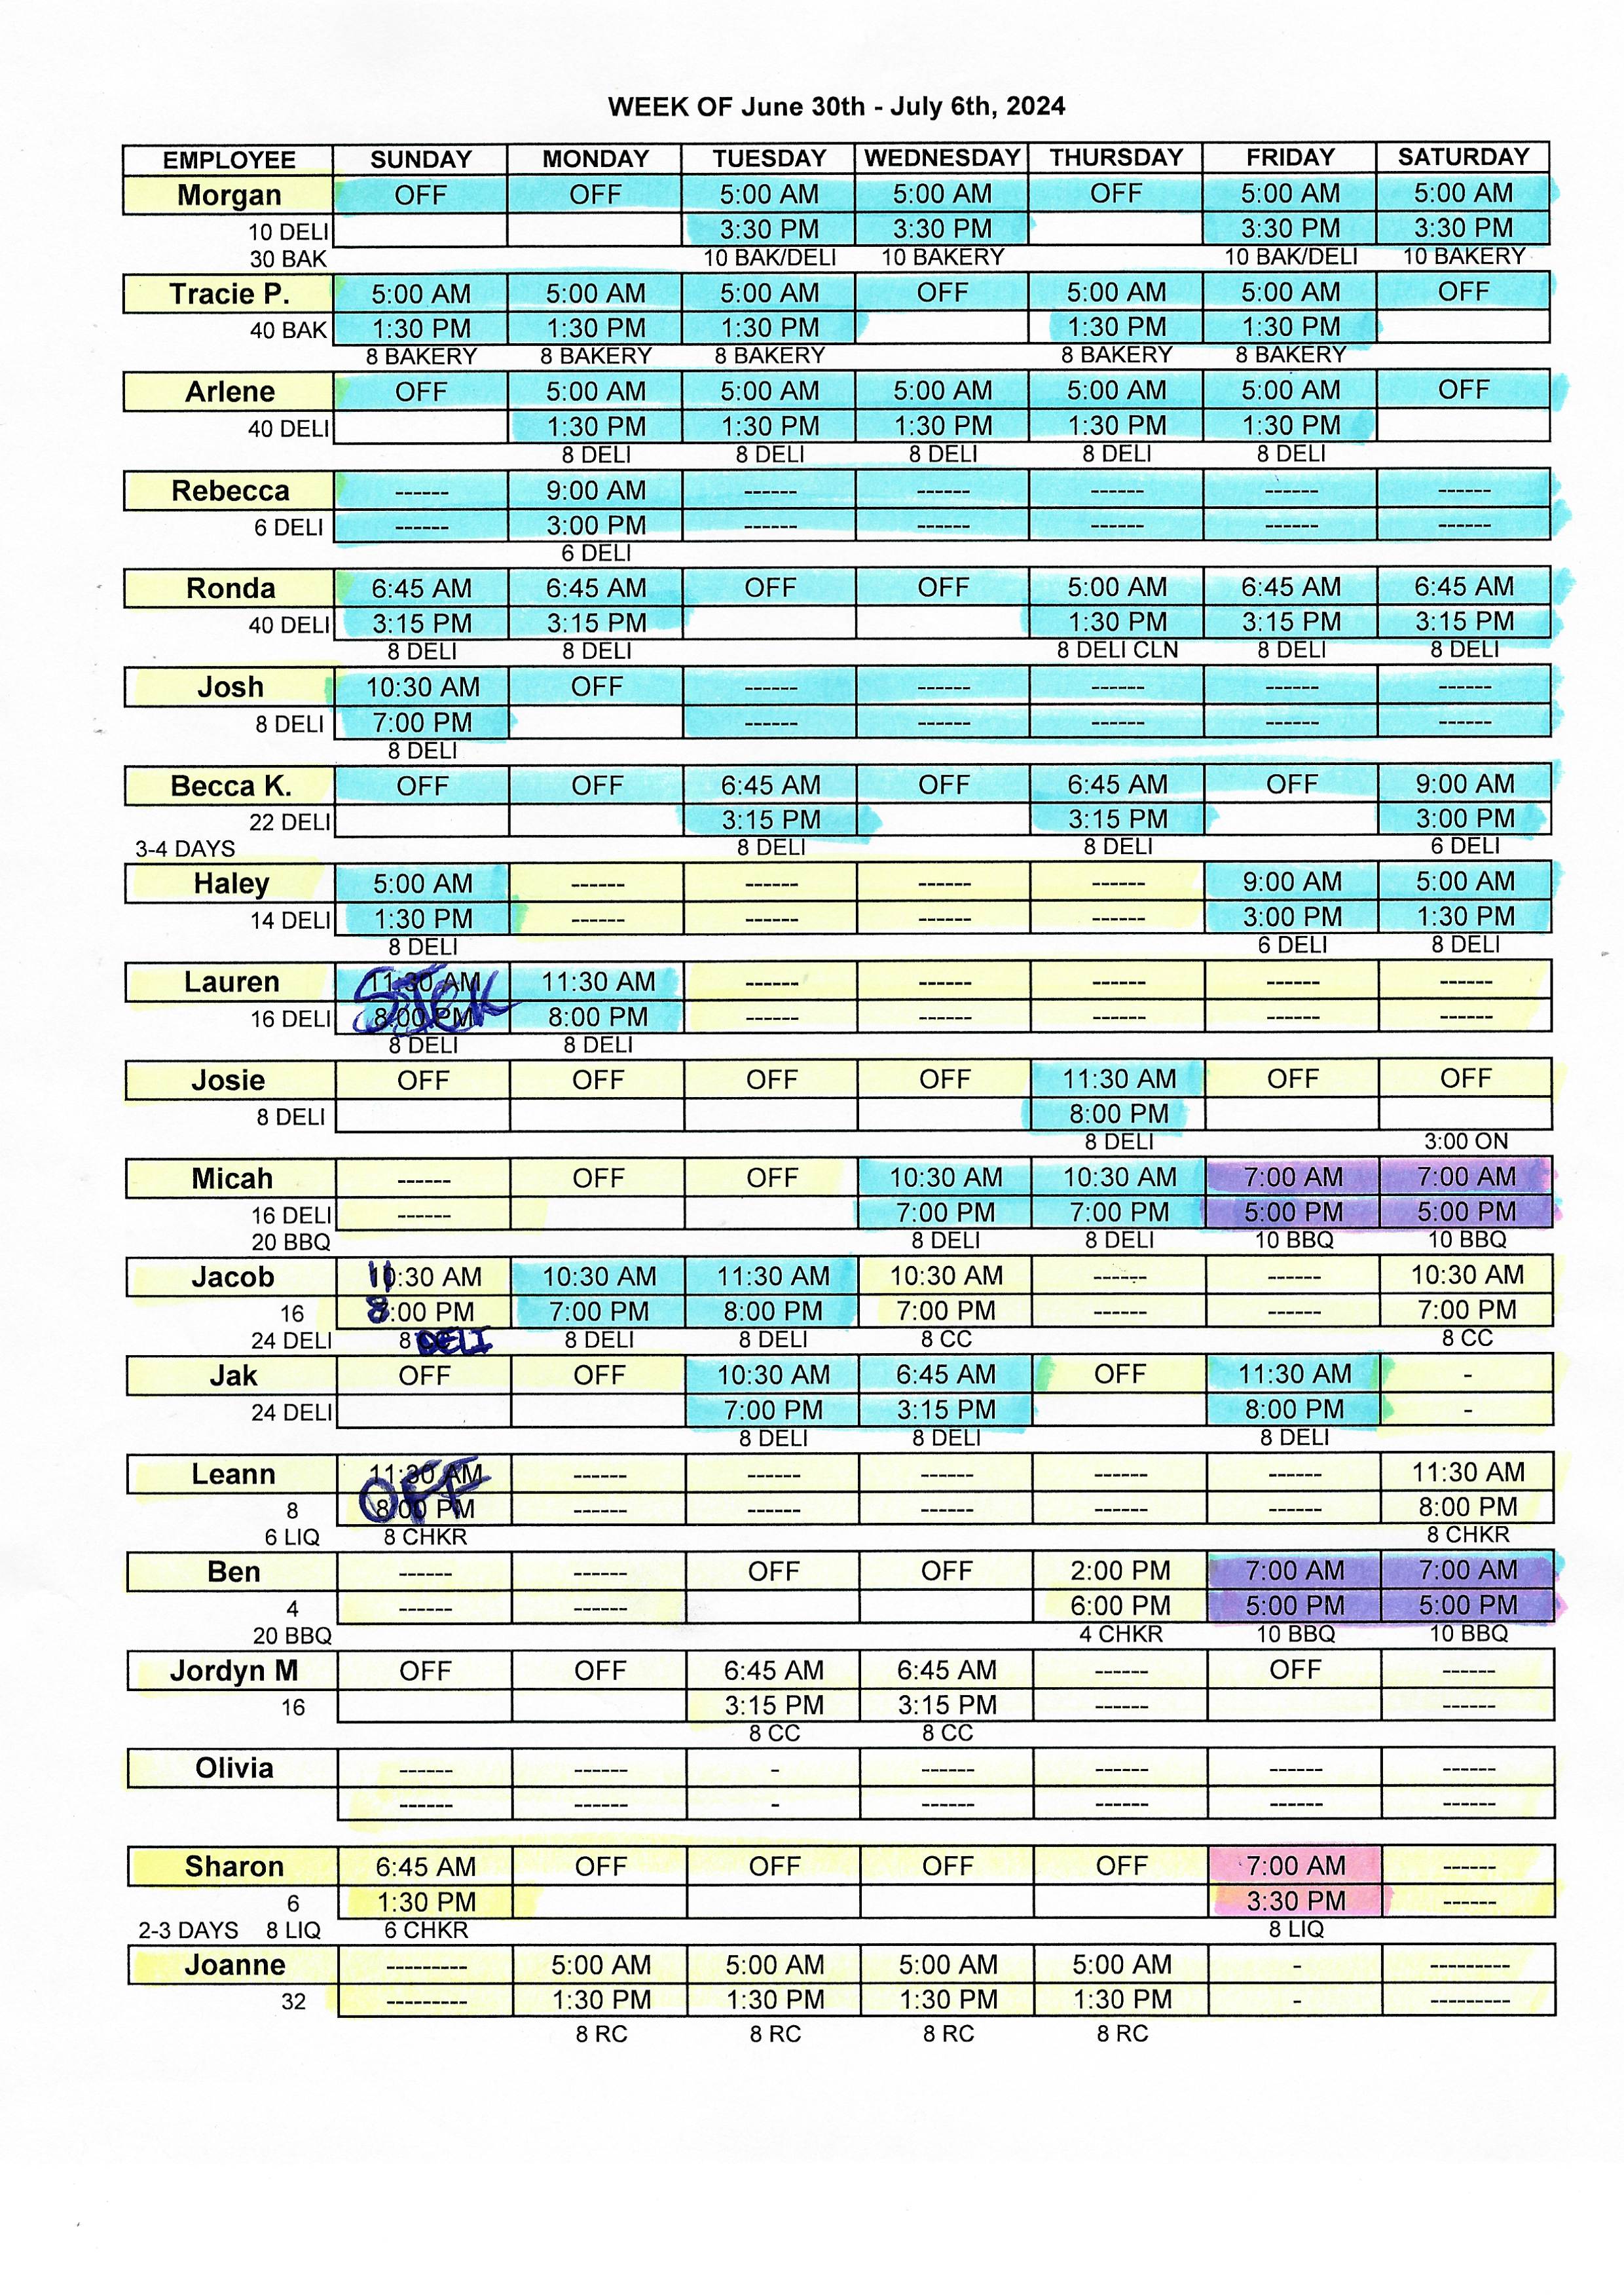 WEEK OF June 30th - July 6th, 2024
EMPLOYEE SUNDAY MONDAY TUESDAY WEDNESDAY THURSDAY FRIDAY SATURDAY
Morgan OFF OFF 5:00 AM 5:00 AM OFF 5:00 AM 5:00 AM
10 DELI 3:30 PM 3:30 PM 3:30 PM 3:30 PM
30 BAK 10 BAK/DELI 10 BAKERY 10 BAK/DELI 10 BAKERY
Tracie P. 5:00 AM 5:00 AM 5:00 AM OFF 5:00 AM 5:00 AM OFF
40 BAK 1:30 PM 1:30 PM 1:30 PM 1:30 PM 1:30 PM
8 BAKERY 8 BAKERY 8 BAKERY 8 BAKERY 8 BAKERY
Arlene OFF 5:00 AM 5:00 AM 5:00 AM 5:00 AM 5:00 AM OFF
40 DELI 1:30 PM 1:30 PM 1:30 PM 1:30 PM 1:30 PM
8 DELI 8 DELI 8 DELI 8 DELI 8 DELI
Rebecca ------ 9:00 AM ------ ------ ------ ------ ------
6 DELI ------ 3:00 PM ------ ------ ------ ------ ------
6 DELI
Ronda 6:45 AM 6:45 AM OFF OFF 5:00 AM 6:45 AM 6:45 AM
40 DELI 3:15 PM 3:15 PM 1:30 PM 3:15 PM 3:15 PM
8 DELI 8 DELI 8 DELI CLN 8 DELI 8 DELI
Josh 10:30 AM OFF ------ ------ ------ ------ ------
8 DELI 7:00 PM ------ ------ ------ ------ ------
8 DELI
Becca K. OFF OFF 6:45 AM OFF 6:45 AM OFF 9:00 AM
22 DELI 3:15 PM 3:15 PM 3:00 PM
3-4 DAYS 8 DELI 8 DELI 6 DELI
Haley 5:00 AM ------ ------ ------ ------ 9:00 AM 5:00 AM
14 DELI 1:30 PM ------ ------ ------ ------ 3:00 PM 1:30 PM
8 DELI 6 DELI 8 DELI
Lauren 11:30 AM SICK 11:30 AM ------ ------ ------ ------ ------
16 DELI 8:00 PM 8:00 PM ------ ------ ------ ------ ------
8 DELI 8 DELI
Josie OFF OFF OFF OFF 11:30 AM OFF OFF
8 DELI 8:00 PM
8 DELI 3:00 ON
Micah ------ OFF OFF 10:30 AM 10:30 AM 7:00 AM 7:00 AM
16 DELI ------ 7:00 PM 7:00 PM 5:00 PM 5:00 PM
20 BBQ 8 DELI 8 DELI 10 BBQ 10 BBQ
Jacob 11:30 AM 10:30 AM 11:30 AM 10:30 AM ------ ------ 10:30 AM
16 8:00 PM 7:00 PM 8:00 PM 7:00 PM ------ ------ 7:00 PM
24 DELI 8 DELI 8 DELI 8 DELI 8 CC 8 CC
Jak OFF OFF 10:30 AM 6:45 AM OFF 11:30 AM -
24 DELI 7:00 PM 3:15 PM 8:00 PM -
8 DELI 8 DELI 8 DELI
Leann 11:30 AM OFF ------ ------ ------ ------ ------ 11:30 AM
8 8:00 PM ------ ------ ------ ------ ------ 8:00 PM
6 LIQ 8 CHKR 8 CHKR
Ben ------ ------ OFF OFF 2:00 PM 7:00 AM 7:00 AM
4 ------ ------ 6:00 PM 5:00 PM 5:00 PM
20 BBQ 4 CHKR 10 BBQ 10 BBQ
Jordyn M OFF OFF 6:45 AM 6:45 AM ------ OFF ------
16 3:15 PM 3:15 PM ------ ------
8 CC 8 CC
Olivia ------ ------ - ------ ------ ------ ------
------ ------ - ------ ------ ------ ------
Sharon 6:45 AM OFF OFF OFF OFF 7:00 AM ------
6 1:30 PM 3:30 PM ------
2-3 DAYS 8 LIQ 6 CHKR 8 LIQ
Joanne --------- 5:00 AM 5:00 AM 5:00 AM 5:00 AM - ---------
32 --------- 1:30 PM 1:30 PM 1:30 PM 1:30 PM - ---------
8 RC 8 RC 8 RC 8 RC